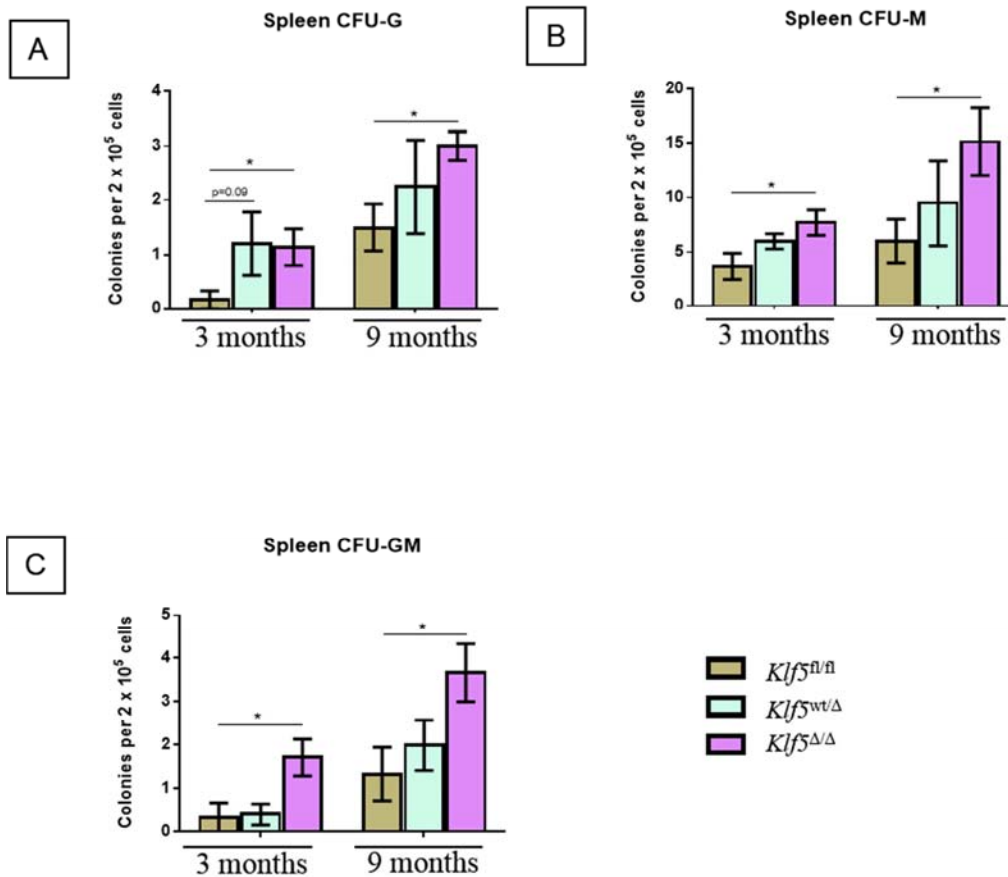 A
Spleen CFU-G
Colonies per 2 x 10⁵ cells
4
3
2
1
0
*
p=0.09
*
3 months
9 months
B
Spleen CFU-M
Colonies per 2 x 10⁵ cells
20
15
10
5
0
*
*
3 months
9 months
C
Spleen CFU-GM
Colonies per 2 x 10⁵ cells
5
4
3
2
1
0
*
*
3 months
9 months
Klf5fl/fl
Klf5wt/Δ
Klf5Δ/Δ